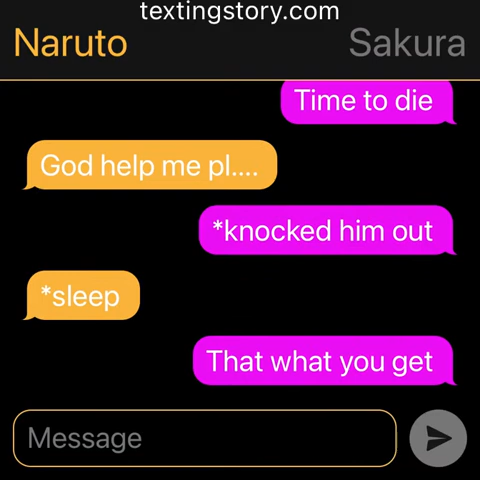 textingstory.com
Naruto Sakura
Time to die
God help me pl....
*knocked him out
*sleep
That what you get
Message